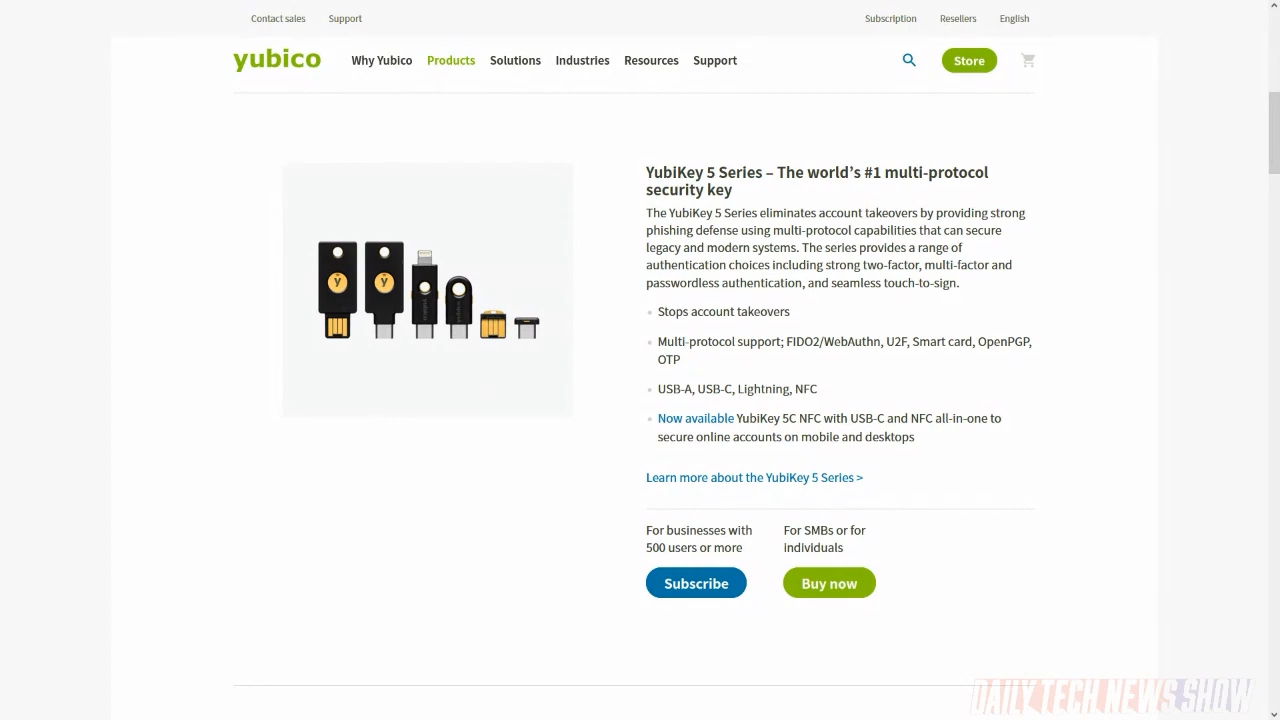 Contact sales Support Subscription Resellers English
yubico Why Yubico Products Solutions Industries Resources Support Store
YubiKey 5 Series – The world’s #1 multi-protocol
security key
The YubiKey 5 Series eliminates account takeovers by providing strong
phishing defense using multi-protocol capabilities that can secure
legacy and modern systems. The series provides a range of
authentication choices including strong two-factor, multi-factor and
passwordless authentication, and seamless touch-to-sign.
Stops account takeovers
Multi-protocol support; FIDO2/WebAuthn, U2F, Smart card, OpenPGP,
OTP
USB-A, USB-C, Lightning, NFC
Now available YubiKey 5C NFC with USB-C and NFC all-in-one to
secure online accounts on mobile and desktops
Learn more about the YubiKey 5 Series >
For businesses with
500 users or more
For SMBs or for
individuals
Subscribe
Buy now
DAILY TECH NEWS SHOW